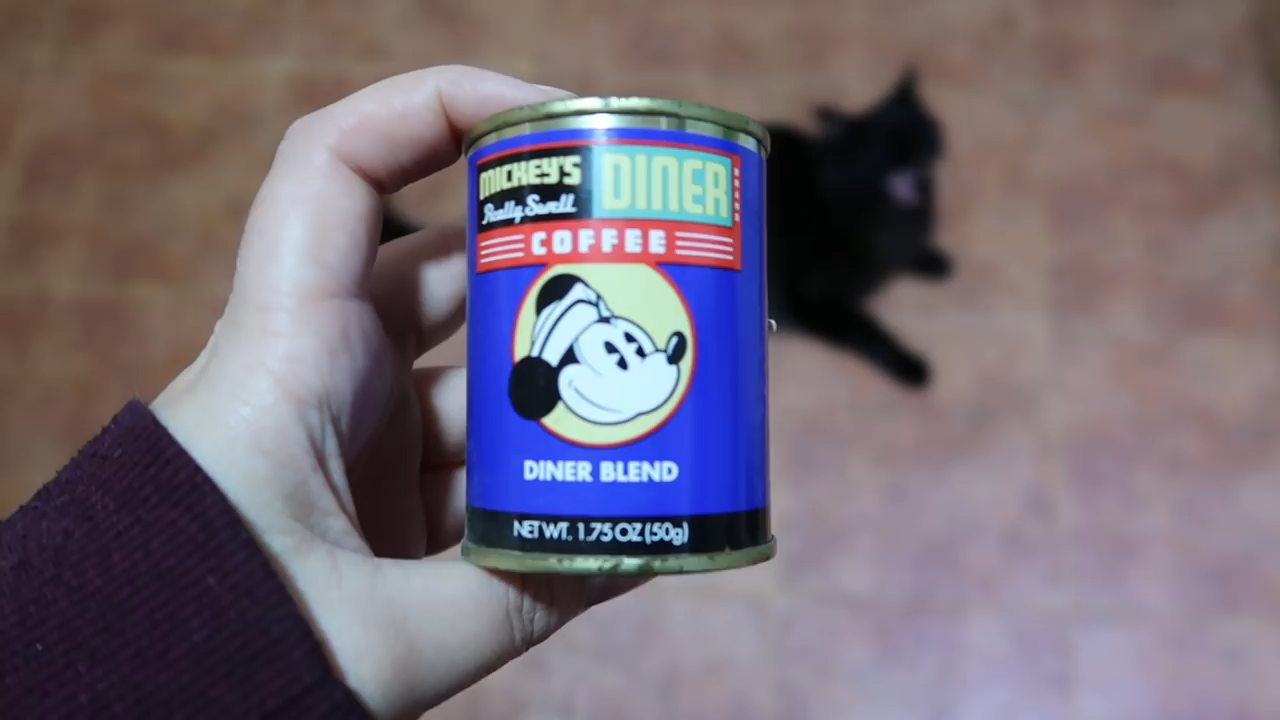 MICKEY'S
Really Swell
DINER
COFFEE
DINER BLEND
NET WT. 1.75 OZ (50g)